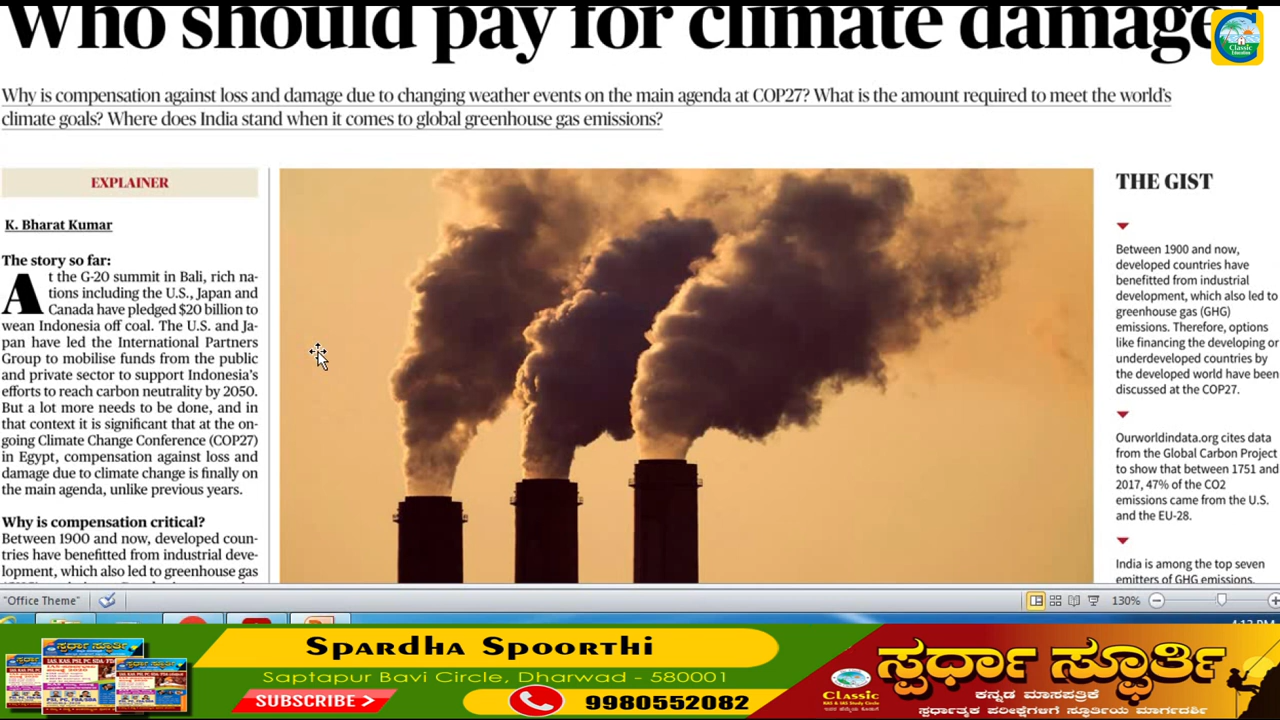 Who should pay for climate damage?
Classic
Education
Why is compensation against loss and damage due to changing weather events on the main agenda at COP27? What is the amount required to meet the world's
climate goals? Where does India stand when it comes to global greenhouse gas emissions?
EXPLAINER
K. Bharat Kumar
The story so far:
At the G-20 summit in Bali, rich na-
tions including the U.S., Japan and
Canada have pledged $20 billion to
wean Indonesia off coal. The U.S. and Ja-
pan have led the International Partners
Group to mobilise funds from the public
and private sector to support Indonesia's
efforts to reach carbon neutrality by 2050.
But a lot more needs to be done, and in
that context it is significant that at the on-
going Climate Change Conference (COP27)
in Egypt, compensation against loss and
damage due to climate change is finally on
the main agenda, unlike previous years.
Why is compensation critical?
Between 1900 and now, developed coun-
tries have benefitted from industrial deve-
lopment, which also led to greenhouse gas
THE GIST
Between 1900 and now,
developed countries have
benefitted from industrial
development, which also led to
greenhouse gas (GHG)
emissions. Therefore, options
like financing the developing or
underdeveloped countries by
the developed world have been
discussed at the COP27.
Ourworldindata.org cites data
from the Global Carbon Project
to show that between 1751 and
2017, 47% of the CO2
emissions came from the U.S.
and the EU-28.
India is among the top seven
emitters of GHG emissions.
"Office Theme"
130%
4:13 PM
Spardha Spoorthi
Saptapur Bavi Circle, Dharwad - 580001
SUBSCRIBE >
9980552082
Classic
KAS & IAS Study Circle
ಸ್ಪರ್ಧಾ ಸ್ಫೂರ್ತಿ
ಕನ್ನಡ ಮಾಸಪತ್ರಿಕೆ
ಸ್ಪರ್ಧಾತ್ಮಕ ಪರೀಕ್ಷೆಗಳಿಗೆ ಸ್ಫೂರ್ತಿಯ ಮಾರ್ಗದರ್ಶಿ